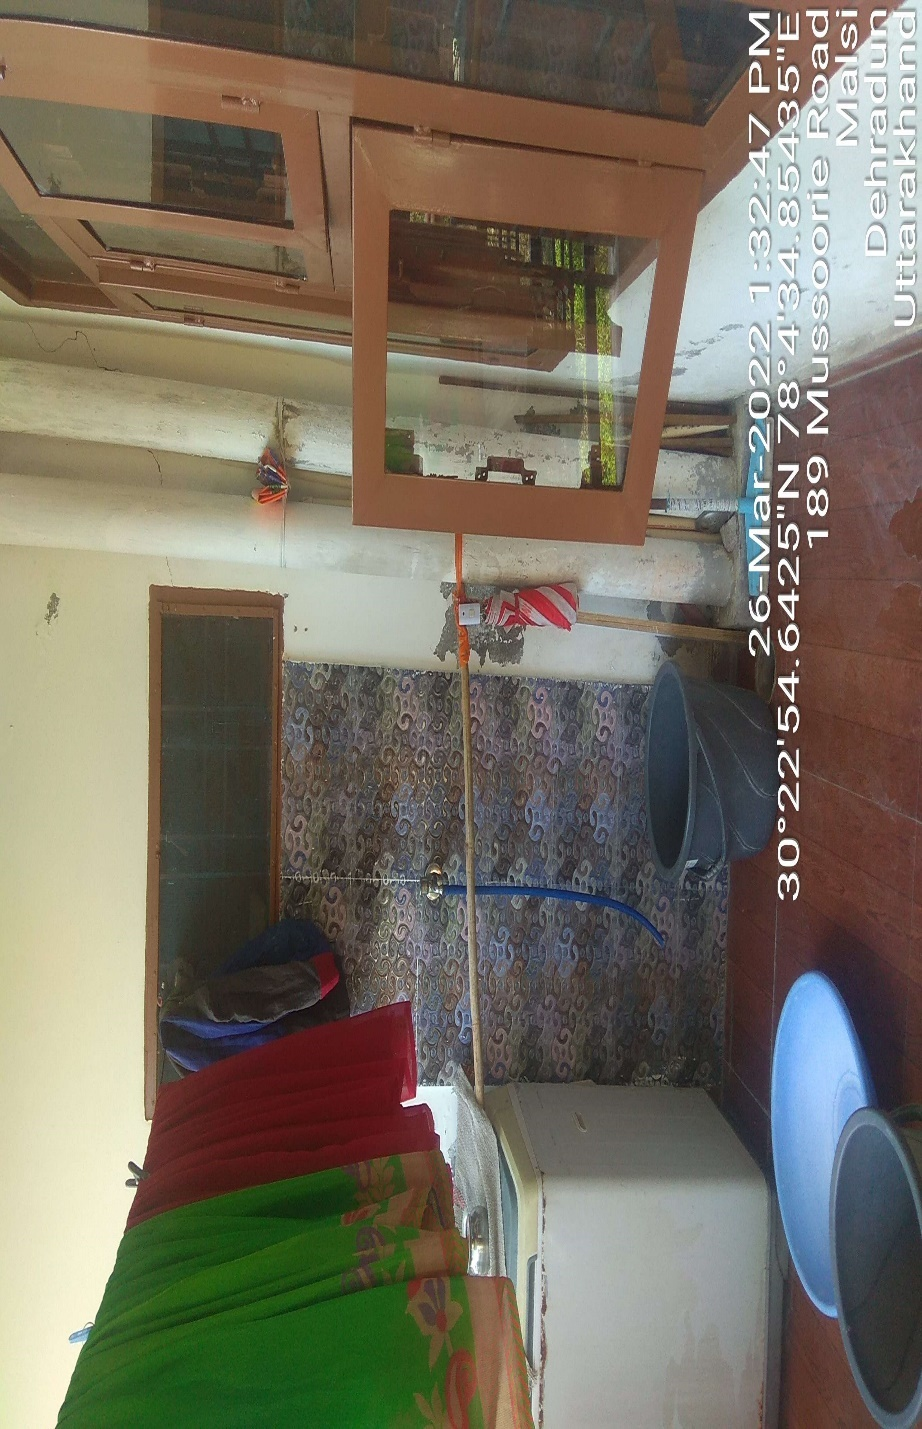 26-Mar-2022 1:32:47 PM
30°22'54.6425"N 78°4'34.85435"E
189 Mussoorie Road
Malsi
Dehradun
Uttarakhand